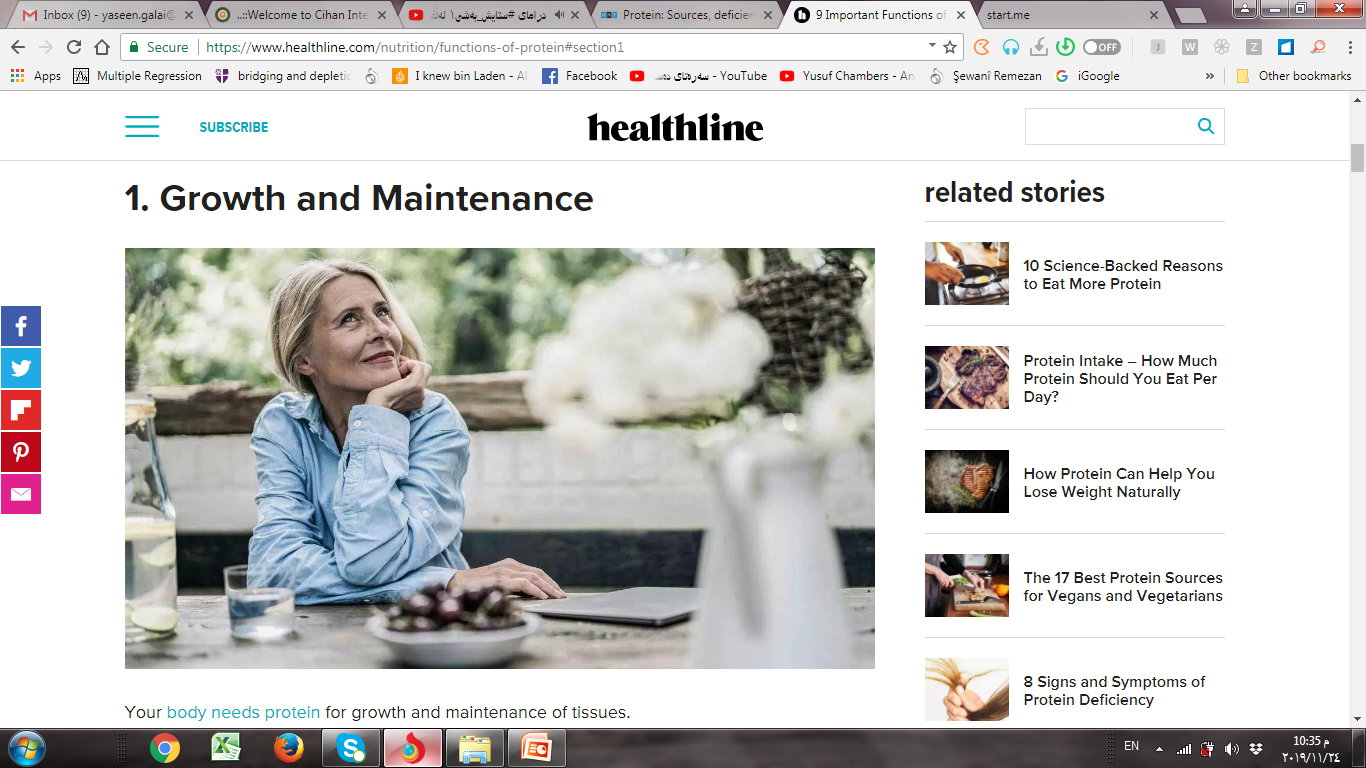 Inbox (9) - yaseen.galai@
..::Welcome to Cihan Inte
Protein: Sources, deficien
9 Important Functions of
start.me
Secure
https://www.healthline.com/nutrition/functions-of-protein#section1
OFF
Apps
Multiple Regression
bridging and depletic
I knew bin Laden - Al
Facebook
- YouTube
Yusuf Chambers - An
Şewanî Remezan
iGoogle
»
Other bookmarks
SUBSCRIBE
healthline
1. Growth and Maintenance
related stories
10 Science-Backed Reasons
to Eat More Protein
Protein Intake – How Much
Protein Should You Eat Per
Day?
How Protein Can Help You
Lose Weight Naturally
The 17 Best Protein Sources
for Vegans and Vegetarians
8 Signs and Symptoms of
Protein Deficiency
Your body needs protein for growth and maintenance of tissues.
EN
10:35 م
٢٠١٩/١١/٢٤